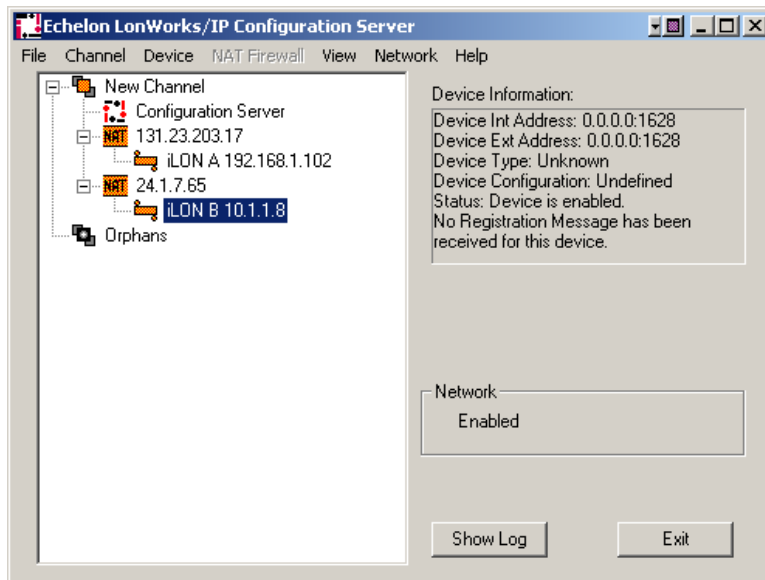 Echelon LonWorks/IP Configuration Server
File Channel Device NAT Firewall View Network Help
New Channel
Configuration Server
NAT 131.23.203.17
iLON A 192.168.1.102
NAT 24.1.7.65
iLON B 10.1.1.8
Orphans
Device Information:
Device Int Address: 0.0.0.0:1628
Device Ext Address: 0.0.0.0:1628
Device Type: Unknown
Device Configuration: Undefined
Status: Device is enabled.
No Registration Message has been
received for this device.
Network
Enabled
Show Log
Exit